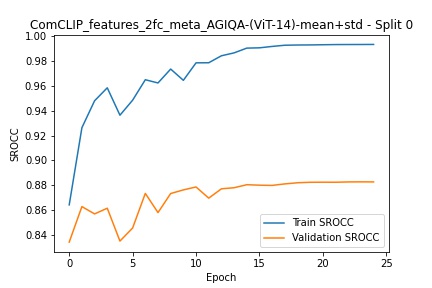 ComCLIP_features_2fc_meta_AGIQA-(ViT-14)-mean+std - Split 0
1.00
0.98
0.96
0.94
0.92
0.90
0.88
0.86
0.84
SROCC
Train SROCC
Validation SROCC
0 5 10 15 20 25
Epoch